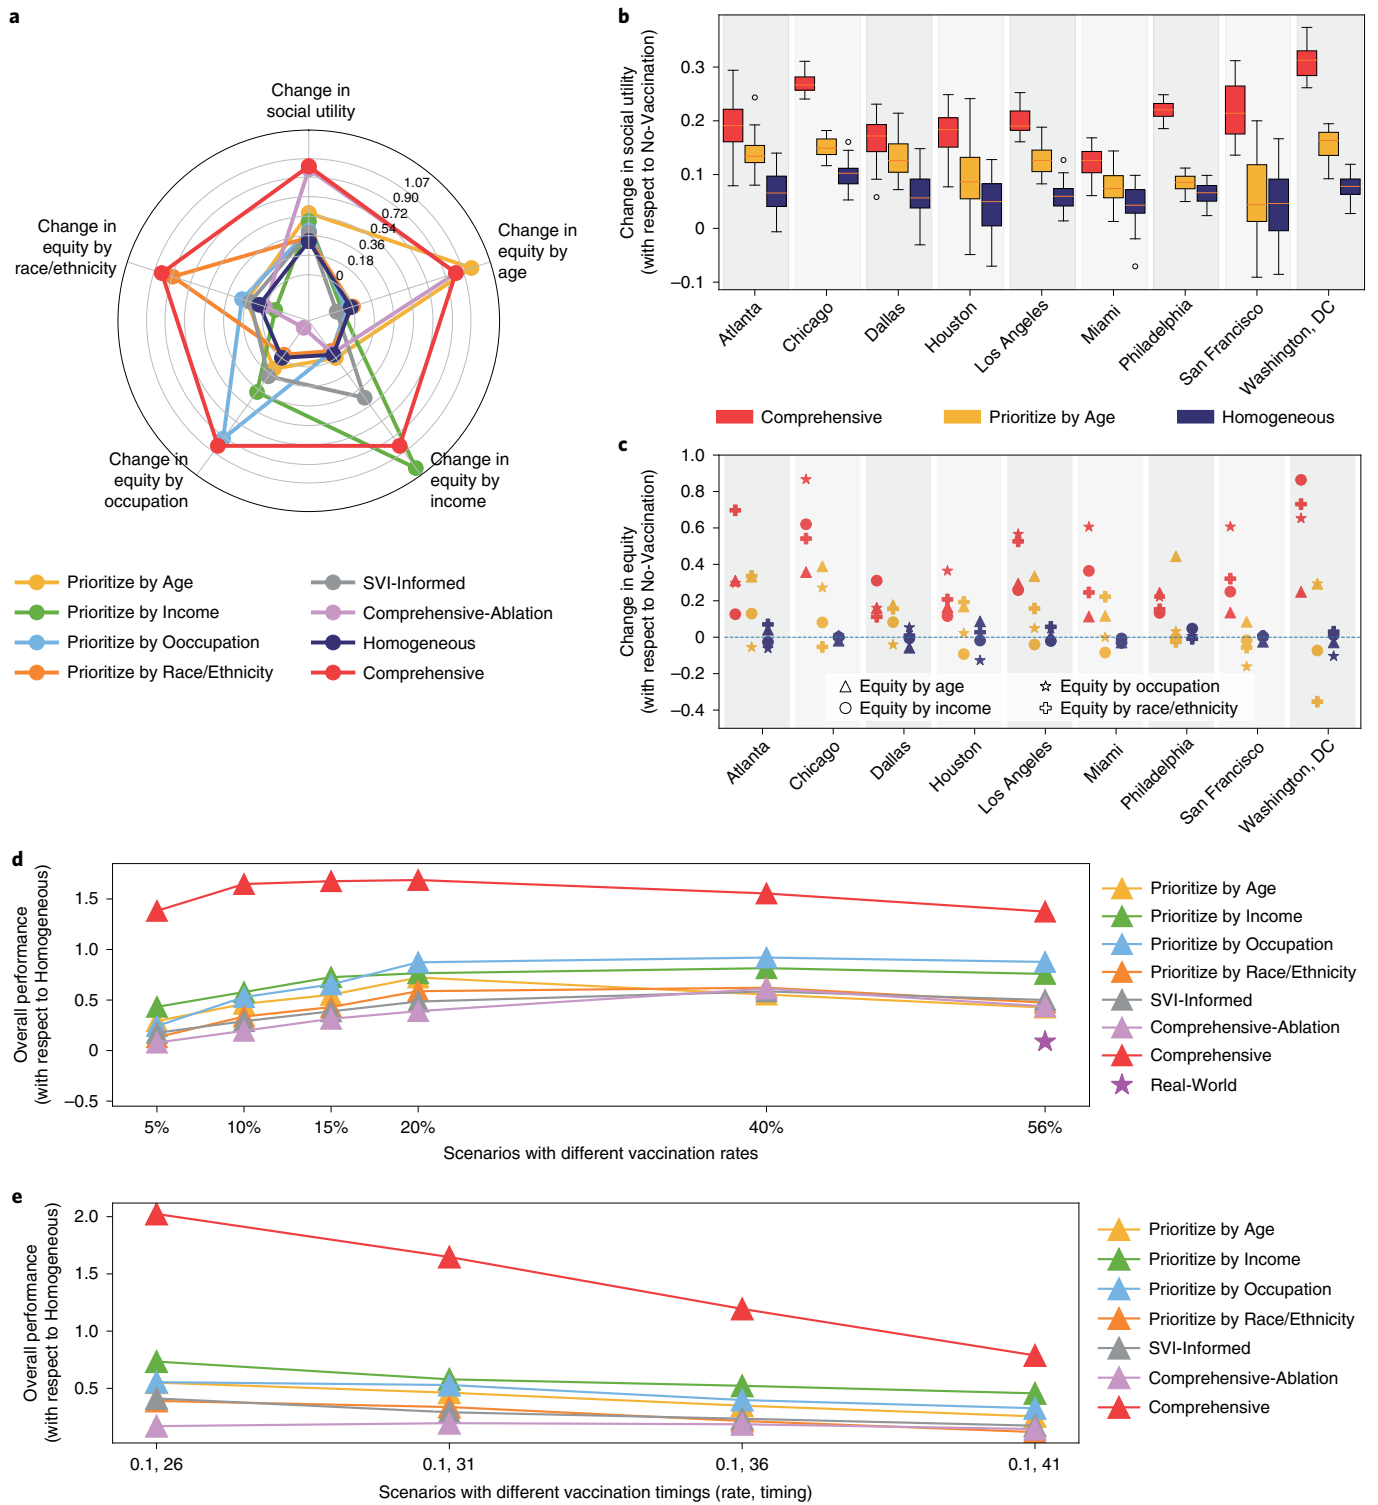 a
Change in
social utility
1.07
0.90
0.72
0.54
0.36
0.18
0
Change in
equity by
age
Change in
equity by
race/ethnicity
Change in
equity by
occupation
Change in
equity by
income
Prioritize by Age
Prioritize by Income
Prioritize by Ooccupation
Prioritize by Race/Ethnicity
SVI-Informed
Comprehensive-Ablation
Homogeneous
Comprehensive
b
Change in social utility
(with respect to No-Vaccination)
0.3
0.2
0.1
0
–0.1
Atlanta
Chicago
Dallas
Houston
Los Angeles
Miami
Philadelphia
San Francisco
Washington, DC
Comprehensive
Prioritize by Age
Homogeneous
c
Change in equity
(with respect to No-Vaccination)
1.0
0.8
0.6
0.4
0.2
0
–0.2
–0.4
Equity by age
Equity by occupation
Equity by income
Equity by race/ethnicity
Atlanta
Chicago
Dallas
Houston
Los Angeles
Miami
Philadelphia
San Francisco
Washington, DC
d
Overall performance
(with respect to Homogeneous)
1.5
1.0
0.5
0
–0.5
5%
10%
15%
20%
40%
56%
Scenarios with different vaccination rates
Prioritize by Age
Prioritize by Income
Prioritize by Occupation
Prioritize by Race/Ethnicity
SVI-Informed
Comprehensive-Ablation
Comprehensive
Real-World
e
Overall performance
(with respect to Homogeneous)
2.0
1.5
1.0
0.5
0.1, 26
0.1, 31
0.1, 36
0.1, 41
Scenarios with different vaccination timings (rate, timing)
Prioritize by Age
Prioritize by Income
Prioritize by Occupation
Prioritize by Race/Ethnicity
SVI-Informed
Comprehensive-Ablation
Comprehensive